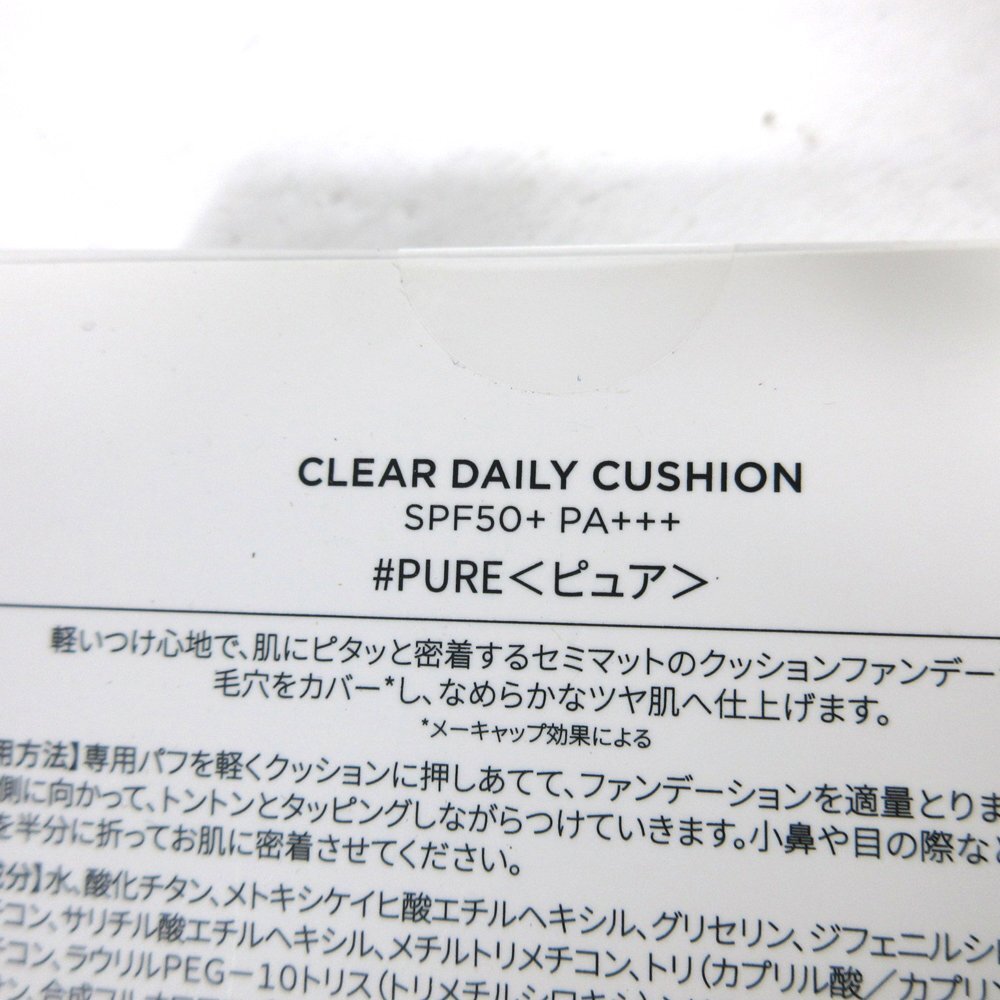 CLEAR DAILY CUSHION
SPF50+ PA+++
#PURE＜ピュア＞
軽いつけ心地で、肌にピタッと密着するセミマットのクッションファンデー
毛穴をカバー*し、なめらかなツヤ肌へ仕上げます。
*メーキャップ効果による
用方法】専用パフを軽くクッションに押しあてて、ファンデーションを適量とりま
側に向かって、トントンとタッピングしながらつけていきます。小鼻や目の際など
を半分に折ってお肌に密着させてください。
成分】水、酸化チタン、メトキシケイヒ酸エチルヘキシル、グリセリン、ジフェニルシロ
コン、サリチル酸エチルヘキシル、メチルトリメチコン、トリ（カプリル酸／カプリン
コン、ラウリルPEG－10トリス（トリメチルシロキシ）シ